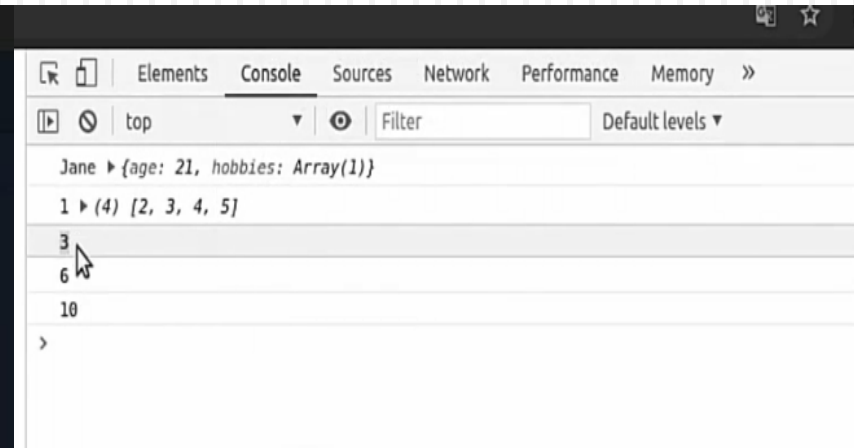 Elements Console Sources Network Performance Memory »
top Filter Default levels
Jane {age: 21, hobbies: Array(1)}
1 (4) [2, 3, 4, 5]
3
6
10
>